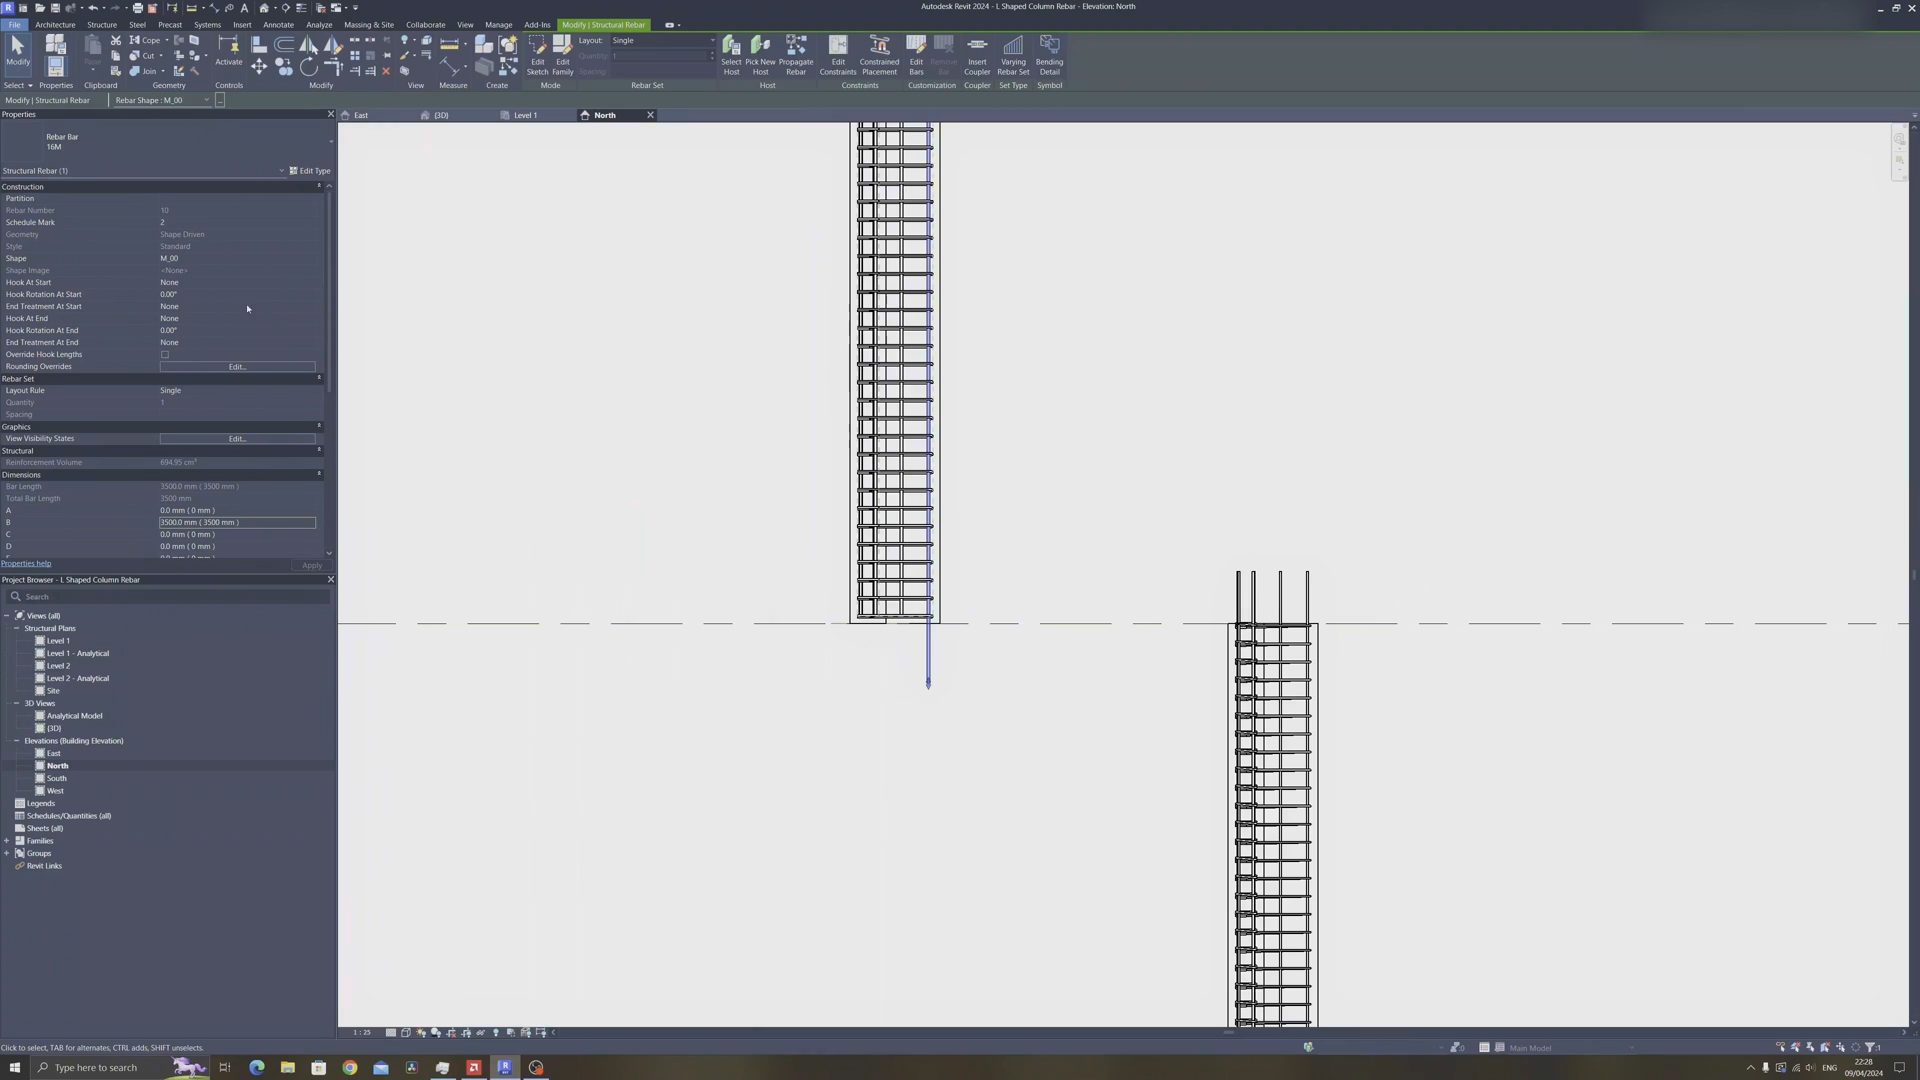 Autodesk Revit 2024 - L Shaped Column Rebar - Elevation: North
File Architecture Structure Steel Precast Systems Insert Annotate Analyze Massing & Site Collaborate View Manage Add-Ins Modify | Structural Rebar
Modify
Paste
Cope
Cut
Join
Activate
Edit Sketch
Edit Family
Layout: Single
Quantity: 1
Spacing:
Select Host
Pick New Host
Propagate Rebar
Edit Constraints
Constrained Placement
Edit Bars
Remove Bar
Insert Coupler
Varying Rebar Set
Bending Detail
Select Properties Clipboard Geometry Controls Modify View Measure Create Mode Rebar Set Host Constraints Customization Coupler Set Type Symbol
Modify | Structural Rebar Rebar Shape : M_00 ...
Properties
East {3D} Level 1 North
Rebar Bar
16M
Structural Rebar (1) Edit Type
Construction
Partition
Rebar Number 10
Schedule Mark 2
Geometry Shape Driven
Style Standard
Shape M_00
Shape Image <None>
Hook At Start None
Hook Rotation At Start 0.00°
End Treatment At Start None
Hook At End None
Hook Rotation At End 0.00°
End Treatment At End None
Override Hook Lengths
Rounding Overrides Edit...
Rebar Set
Layout Rule Single
Quantity 1
Spacing
Graphics
View Visibility States Edit...
Structural
Reinforcement Volume 694.95 cm³
Dimensions
Bar Length 3500.0 mm ( 3500 mm )
Total Bar Length 3500 mm
A 0.0 mm ( 0 mm )
B 3500.0 mm ( 3500 mm )
C 0.0 mm ( 0 mm )
D 0.0 mm ( 0 mm )
Properties help Apply
Project Browser - L Shaped Column Rebar
Search
Views (all)
Structural Plans
Level 1
Level 1 - Analytical
Level 2
Level 2 - Analytical
Site
3D Views
Analytical Model
{3D}
Elevations (Building Elevation)
East
North
South
West
Legends
Schedules/Quantities (all)
Sheets (all)
Families
Groups
Revit Links
1 : 25
Click to select, TAB for alternates, CTRL adds, SHIFT unselects.
:0
Main Model
:1
Type here to search
ENG
22:28
09/04/2024